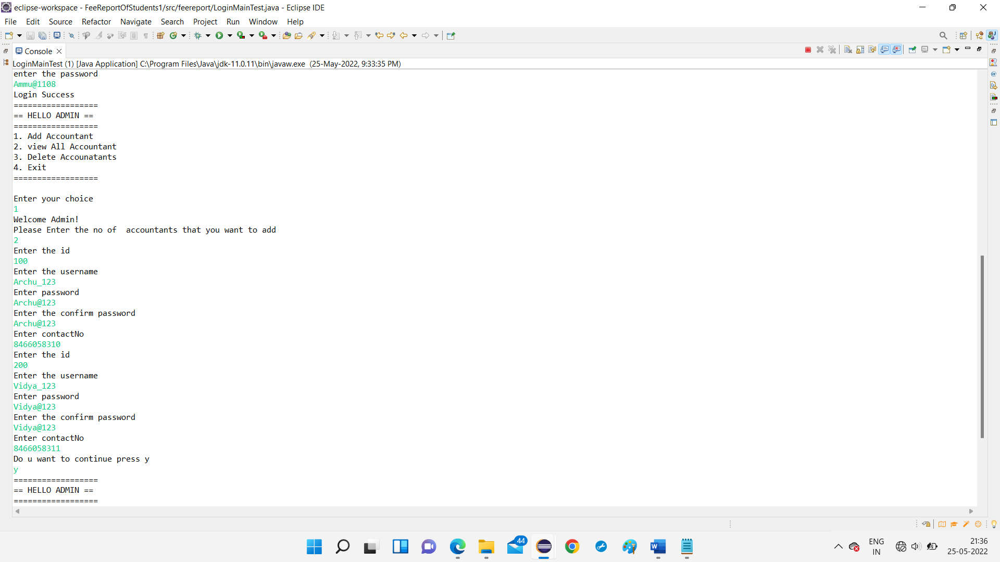 eclipse-workspace - FeeReportOfStudents1/src/feereport/LoginMainTest.java - Eclipse IDE
File Edit Source Refactor Navigate Search Project Run Window Help
Console
LoginMainTest (1) [Java Application] C:\Program Files\Java\jdk-11.0.11\bin\javaw.exe (25-May-2022, 9:33:35 PM)
enter the password
Ammu@1108
Login Success
==================
== HELLO ADMIN ==
==================
1. Add Accountant
2. view All Accountant
3. Delete Accounatants
4. Exit
==================
Enter your choice
1
Welcome Admin!
Please Enter the no of  accountants that you want to add
2
Enter the id
100
Enter the username
Archu_123
Enter password
Archu@123
Enter the confirm password
Archu@123
Enter contactNo
8466058310
Enter the id
200
Enter the username
Vidya_123
Enter password
Vidya@123
Enter the confirm password
Vidya@123
Enter contactNo
8466058311
Do u want to continue press y
y
==================
== HELLO ADMIN ==
==================
44
ENG
IN
21:36
25-05-2022